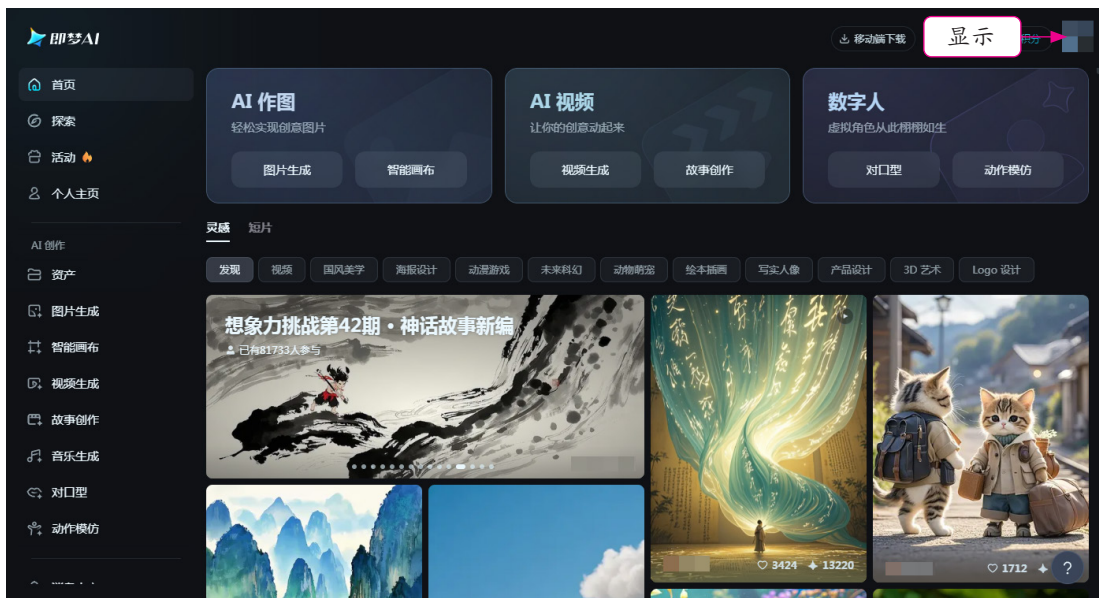 即梦AI
移动端下载
显示
积分
首页
探索
活动
个人主页
AI 创作
资产
图片生成
智能画布
视频生成
故事创作
音乐生成
对口型
动作模仿
AI 作图
轻松实现创意图片
图片生成
智能画布
AI 视频
让你的创意动起来
视频生成
故事创作
数字人
虚拟角色从此栩栩如生
对口型
动作模仿
灵感 短片
发现 视频 国风美学 海报设计 动漫游戏 未来科幻 动物萌宠 绘本插画 写实人像 产品设计 3D 艺术 Logo 设计
想象力挑战第42期·神话故事新编
已有81733人参与
3424 13220
1712
?